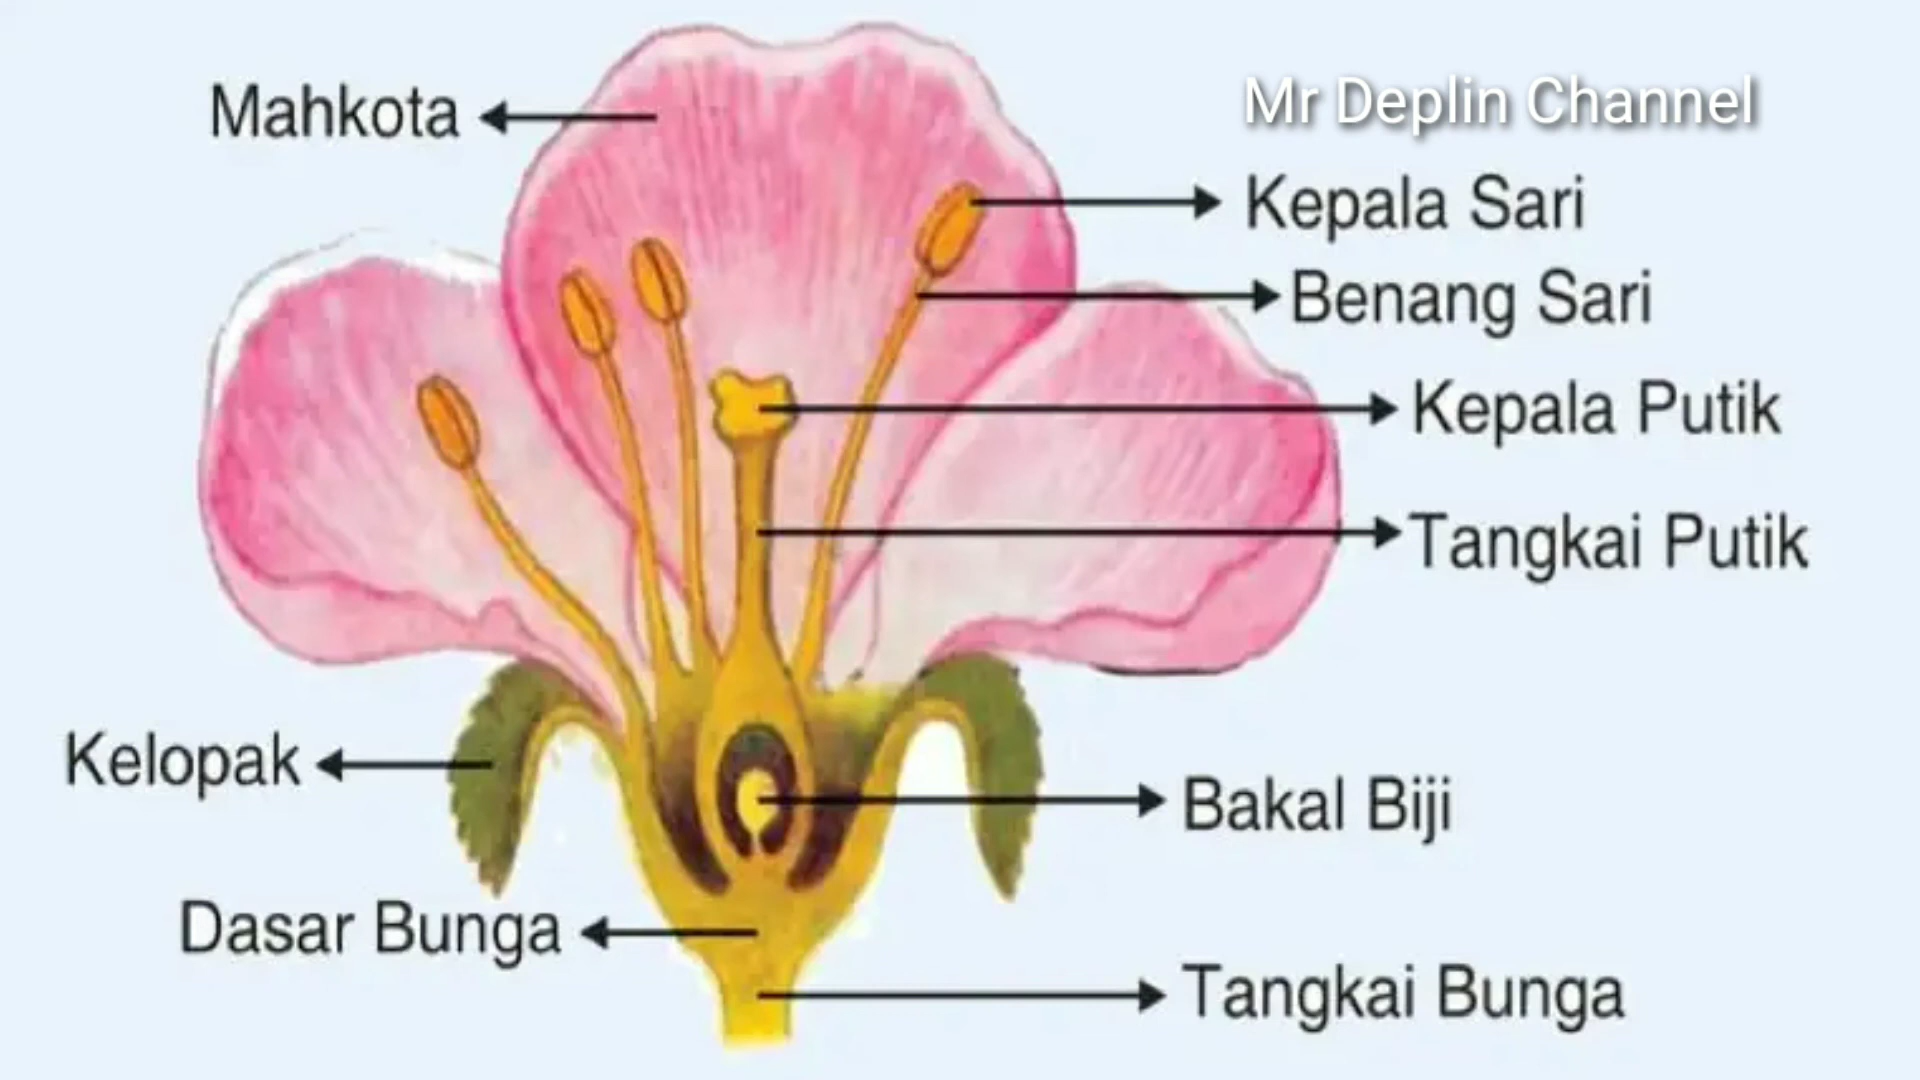 Mahkota
Mr Deplin Channel
Kepala Sari
Benang Sari
Kepala Putik
Tangkai Putik
Kelopak
Bakal Biji
Dasar Bunga
Tangkai Bunga